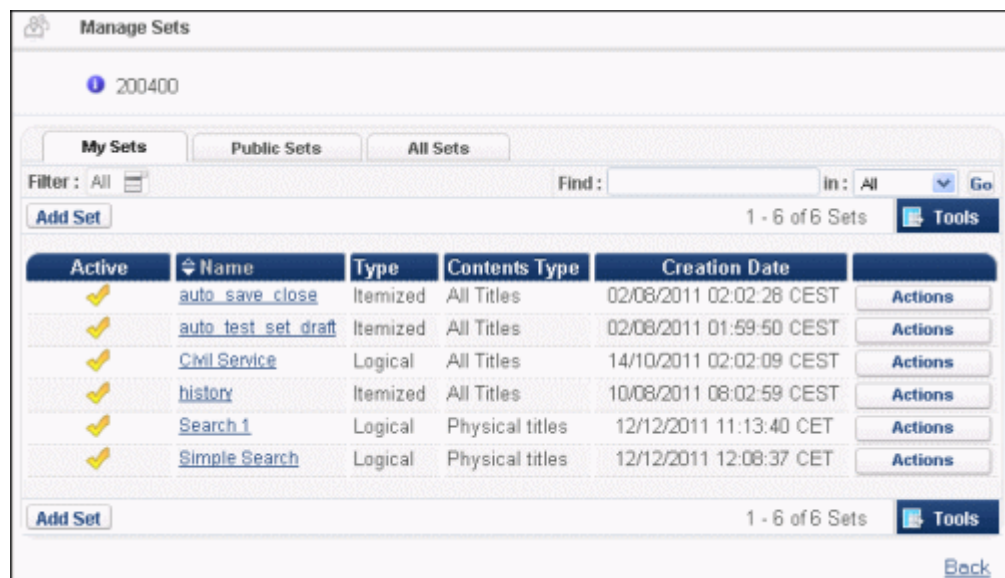 Manage Sets
200400
My Sets Public Sets All Sets
Filter : All Find : in : All Go
Add Set 1 - 6 of 6 Sets Tools
Active Name Type Contents Type Creation Date
auto_save_close Itemized All Titles 02/08/2011 02:02:28 CEST Actions
auto_test_set_draft Itemized All Titles 02/08/2011 01:59:50 CEST Actions
Civil Service Logical All Titles 14/10/2011 02:02:09 CEST Actions
history Itemized All Titles 10/08/2011 08:02:59 CEST Actions
Search 1 Logical Physical titles 12/12/2011 11:13:40 CET Actions
Simple Search Logical Physical titles 12/12/2011 12:08:37 CET Actions
Add Set 1 - 6 of 6 Sets Tools
Back